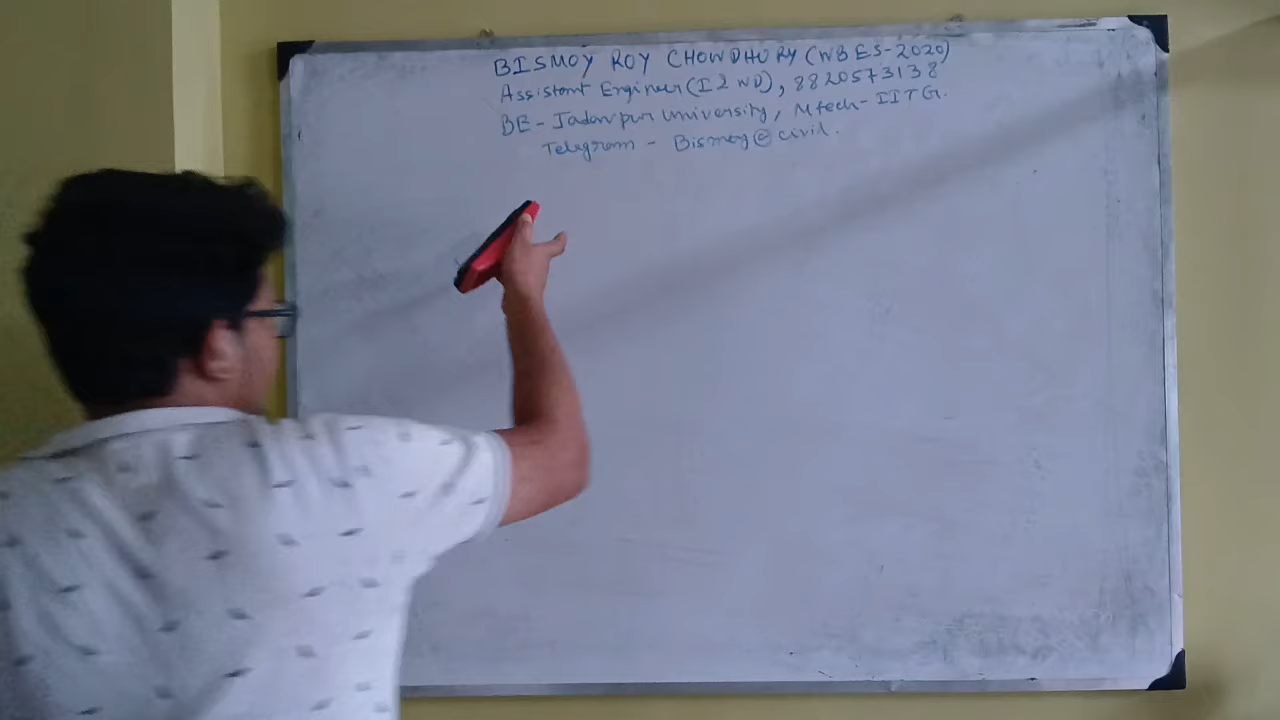 BISMOY ROY CHOWDHURY (WBES-2020)
Assistant Engineer (I & WD), 8820573138
BE - Jadavpur University, Mtech - IITG.
Telegram - Bismoy@civil.